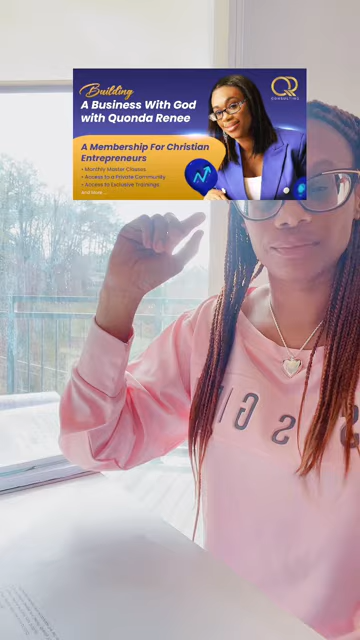 Building
A Business With God
with Quonda Renee
QR
CONSULTING
A Membership For Christian
Entrepreneurs
• Monthly Master Classes
• Access to a Private Community
• Access to Exclusive Trainings
and More...